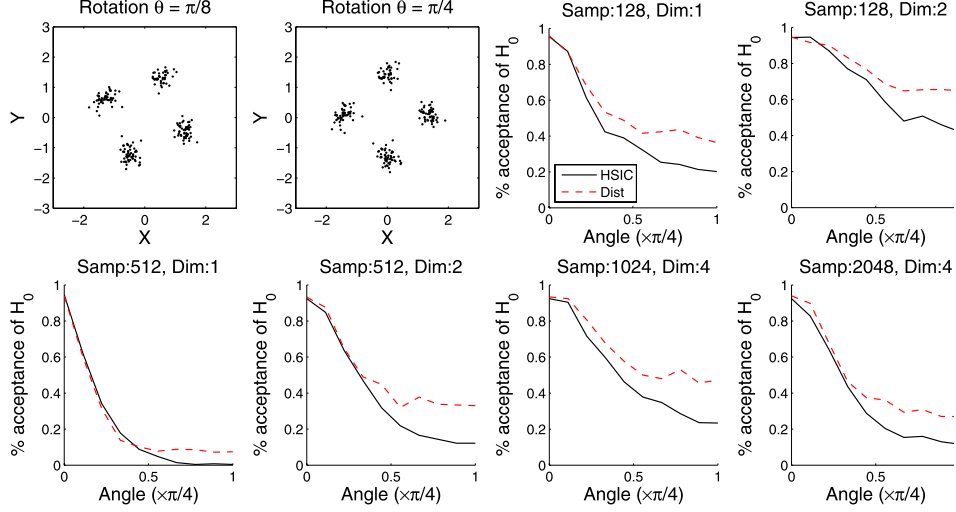 Rotation θ = π/8
3
2
1
0
−1
−2
−3
Y
−2 0 2
X
Rotation θ = π/4
3
2
1
0
−1
−2
−3
Y
−2 0 2
X
Samp:128, Dim:1
1
0.8
0.6
0.4
0.2
0
% acceptance of H0
HSIC
Dist
0 0.5 1
Angle (×π/4)
Samp:128, Dim:2
1
0.8
0.6
0.4
0.2
0
% acceptance of H0
0 0.5
Angle (×π/4)
Samp:512, Dim:1
1
0.8
0.6
0.4
0.2
0
% acceptance of H0
0 0.5 1
Angle (×π/4)
Samp:512, Dim:2
1
0.8
0.6
0.4
0.2
0
% acceptance of H0
0 0.5 1
Angle (×π/4)
Samp:1024, Dim:4
1
0.8
0.6
0.4
0.2
0
% acceptance of H0
0 0.5 1
Angle (×π/4)
Samp:2048, Dim:4
1
0.8
0.6
0.4
0.2
0
% acceptance of H0
0 0.5
Angle (×π/4)